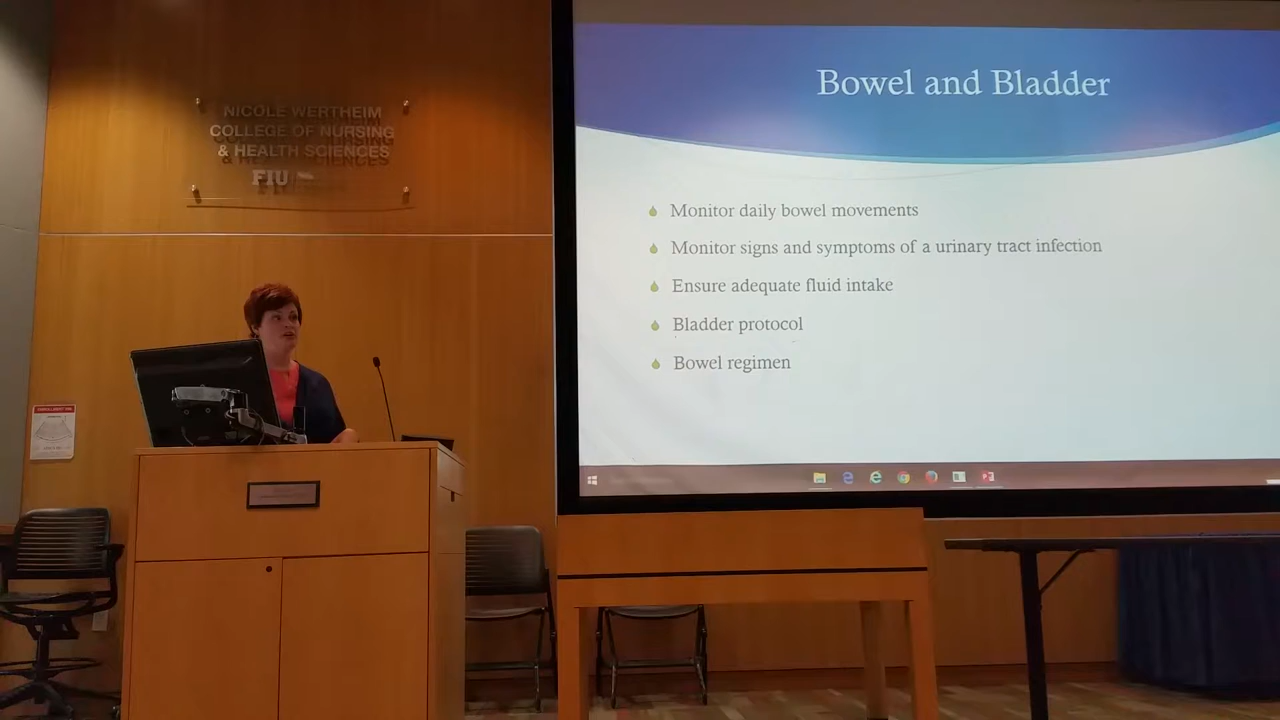 NICOLE WERTHEIM
COLLEGE OF NURSING
& HEALTH SCIENCES
FIU
Bowel and Bladder
Monitor daily bowel movements
Monitor signs and symptoms of a urinary tract infection
Ensure adequate fluid intake
Bladder protocol
Bowel regimen